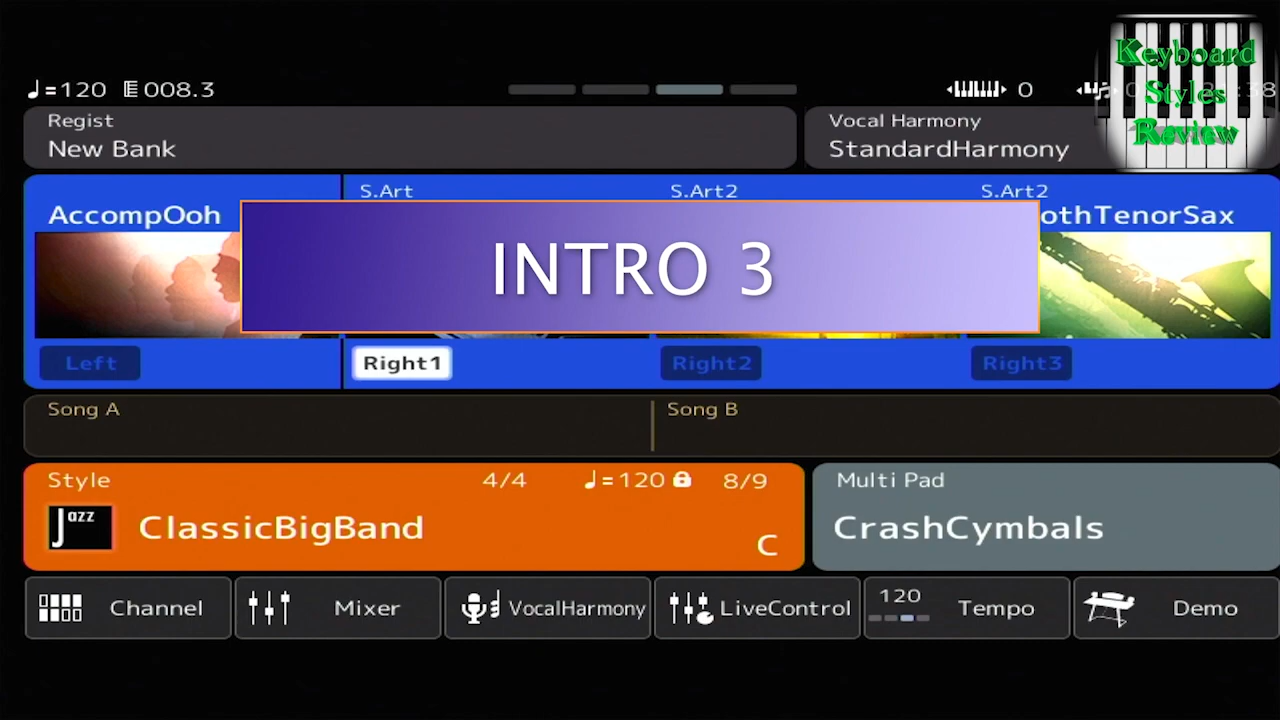 ♩=120 008.3 0
Keyboard
Styles
Review
Regist
New Bank
Vocal Harmony
StandardHarmony
S.Art
S.Art2
S.Art2
AccompOoh
othTenorSax
INTRO 3
Left
Right1
Right2
Right3
Song A
Song B
Style
4/4 ♩=120 8/9
Multi Pad
Jazz
ClassicBigBand
C
CrashCymbals
Channel
Mixer
VocalHarmony
LiveControl
120
Tempo
Demo